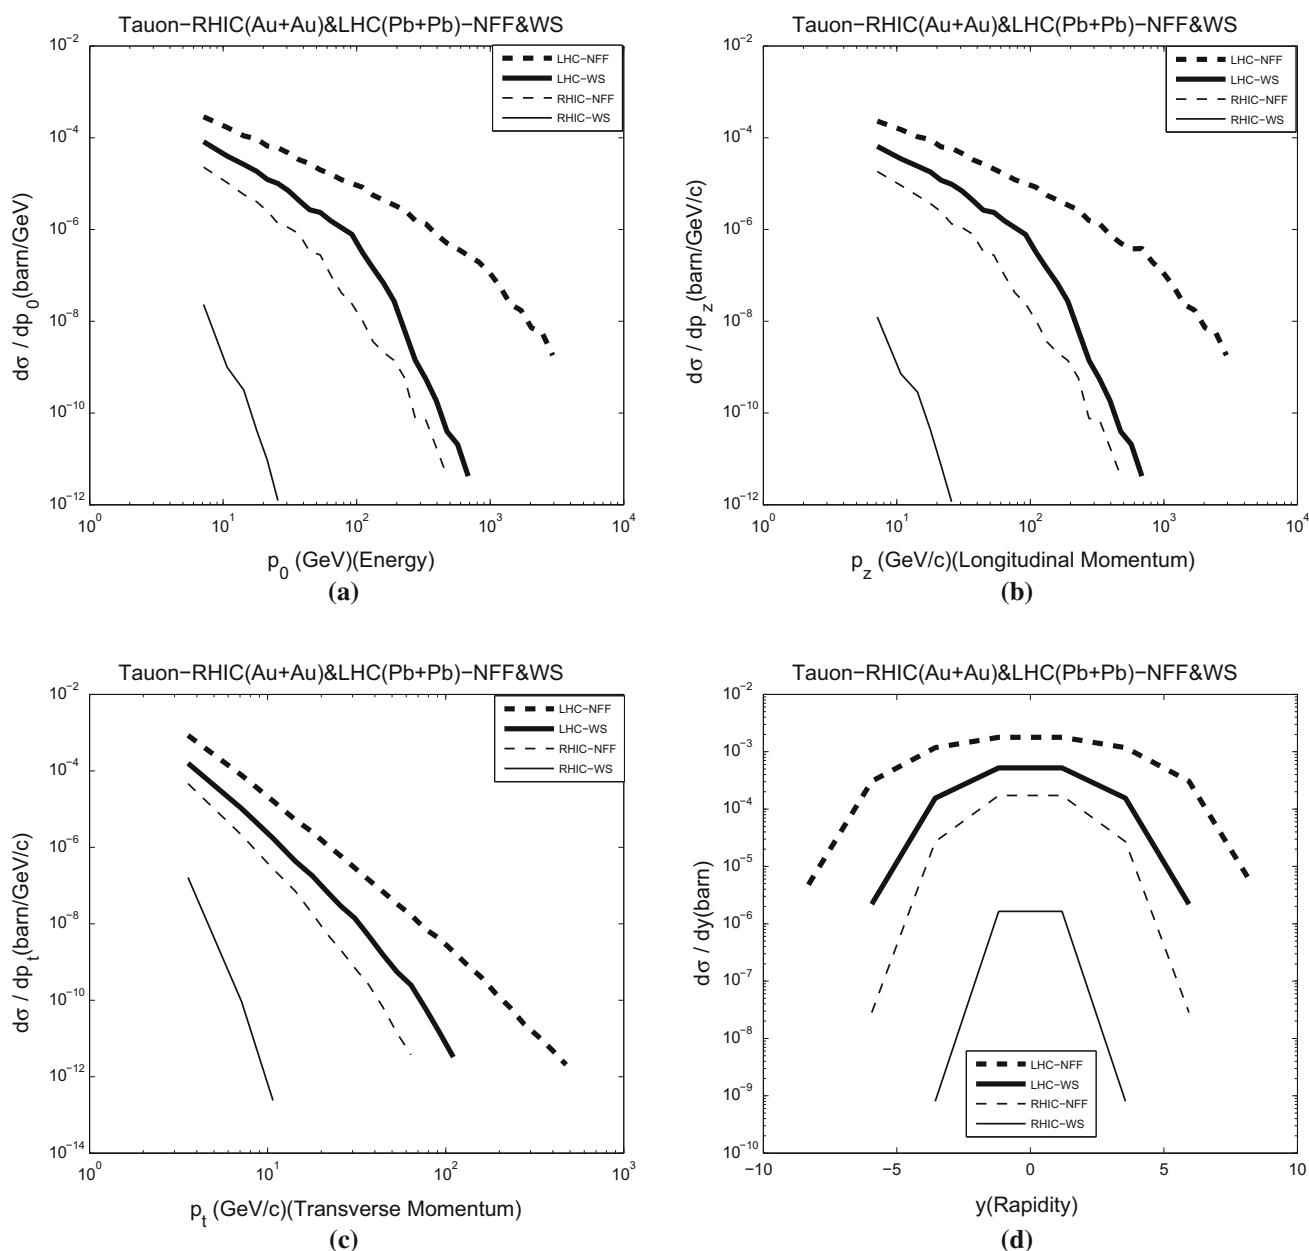 Tauon−RHIC(Au+Au)&LHC(Pb+Pb)−NFF&WS
LHC−NFF
LHC−WS
RHIC−NFF
RHIC−WS
10^−2
10^−4
10^−6
10^−8
10^−10
10^−12
dσ / dp_0(barn/GeV)
10^0 10^1 10^2 10^3 10^4
p_0 (GeV)(Energy)
(a)
Tauon−RHIC(Au+Au)&LHC(Pb+Pb)−NFF&WS
LHC−NFF
LHC−WS
RHIC−NFF
RHIC−WS
10^−2
10^−4
10^−6
10^−8
10^−10
10^−12
dσ / dp_z(barn/GeV/c)
10^0 10^1 10^2 10^3 10^4
p_z (GeV/c)(Longitudinal Momentum)
(b)
Tauon−RHIC(Au+Au)&LHC(Pb+Pb)−NFF&WS
LHC−NFF
LHC−WS
RHIC−NFF
RHIC−WS
10^−2
10^−4
10^−6
10^−8
10^−10
10^−12
10^−14
dσ / dp_t(barn/GeV/c)
10^0 10^1 10^2 10^3
p_t (GeV/c)(Transverse Momentum)
(c)
Tauon−RHIC(Au+Au)&LHC(Pb+Pb)−NFF&WS
10^−2
10^−3
10^−4
10^−5
10^−6
10^−7
10^−8
10^−9
10^−10
dσ / dy(barn)
LHC−NFF
LHC−WS
RHIC−NFF
RHIC−WS
−10 −5 0 5 10
y(Rapidity)
(d)